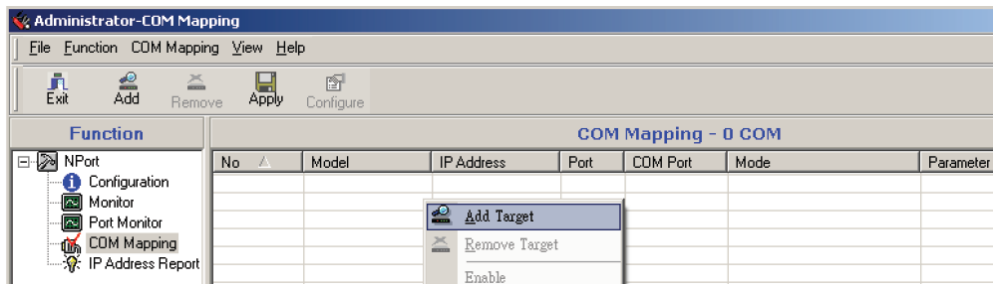 Administrator-COM Mapping
File Function COM Mapping View Help
Exit Add Remove Apply Configure
Function
COM Mapping - 0 COM
NPort
Configuration
Monitor
Port Monitor
COM Mapping
IP Address Report
No Model IP Address Port COM Port Mode Parameter
Add Target
Remove Target
Enable